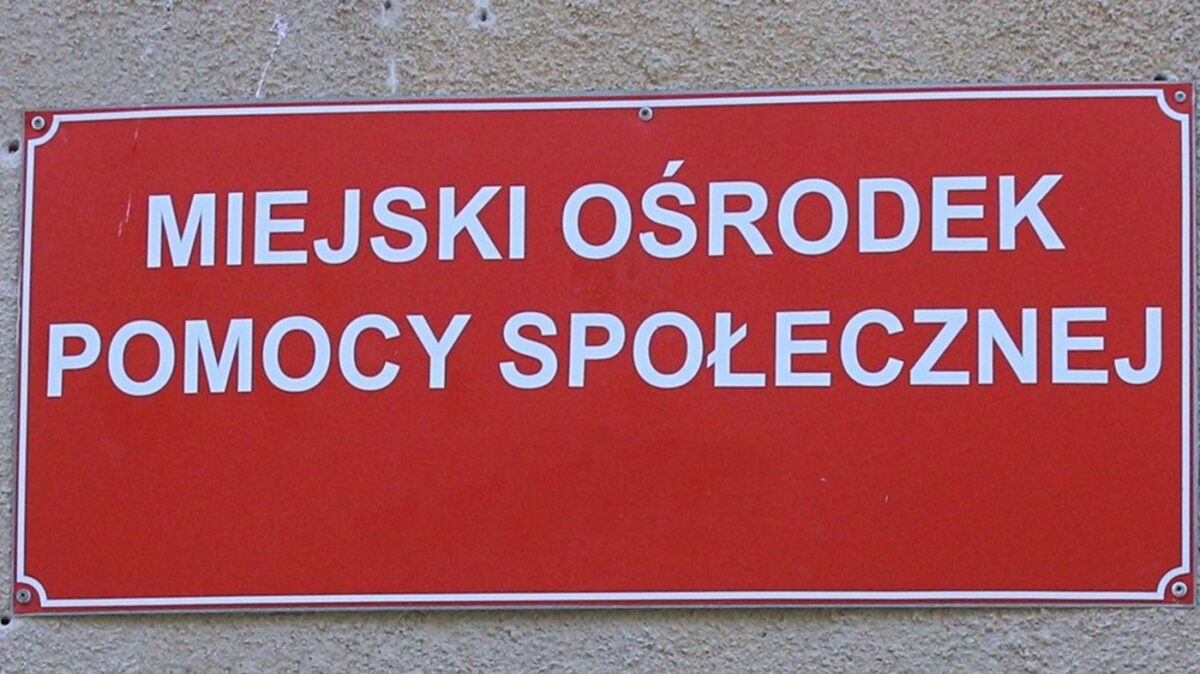 MIEJSKI OŚRODEK
POMOCY SPOŁECZNEJ